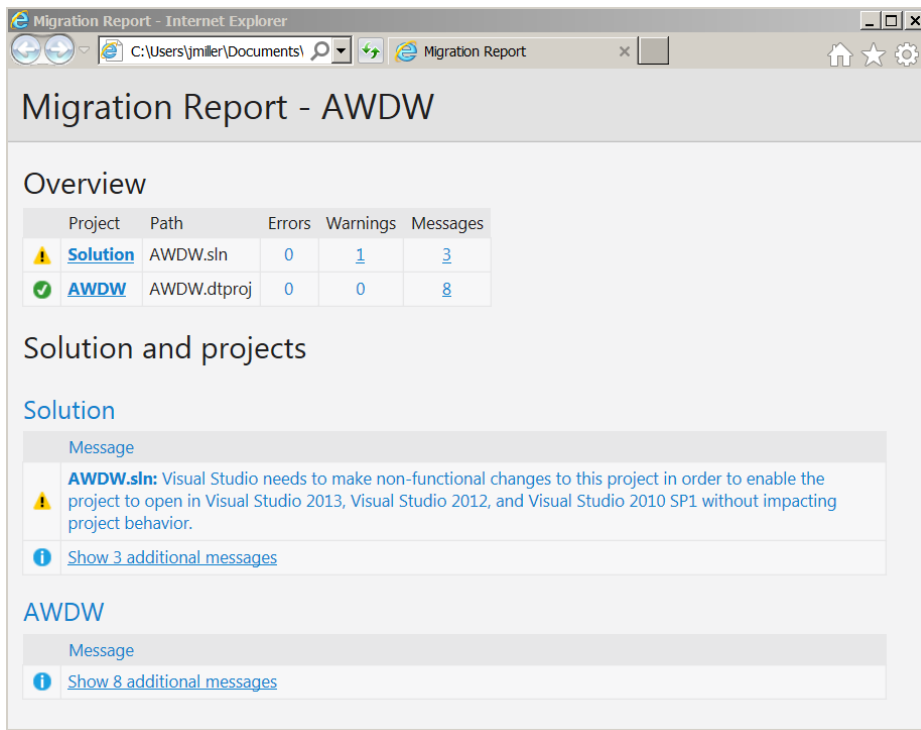 Migration Report - Internet Explorer
C:\Users\jmiller\Documents\ Migration Report
Migration Report - AWDW
Overview
Project Path Errors Warnings Messages
Solution AWDW.sln 0 1 3
AWDW AWDW.dtproj 0 0 8
Solution and projects
Solution
Message
AWDW.sln: Visual Studio needs to make non-functional changes to this project in order to enable the
project to open in Visual Studio 2013, Visual Studio 2012, and Visual Studio 2010 SP1 without impacting
project behavior.
Show 3 additional messages
AWDW
Message
Show 8 additional messages